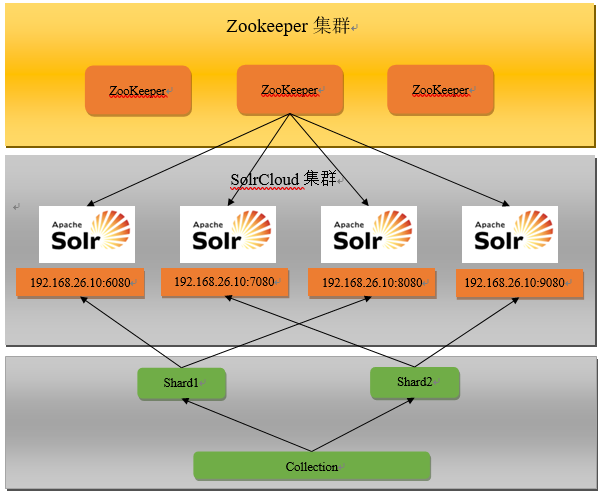 Zookeeper 集群
ZooKeeper
ZooKeeper
ZooKeeper
SolrCloud 集群
Apache
Solr
Apache
Solr
Apache
Solr
Apache
Solr
192.168.26.10:6080
192.168.26.10:7080
192.168.26.10:8080
192.168.26.10:9080
Shard1
Shard2
Collection